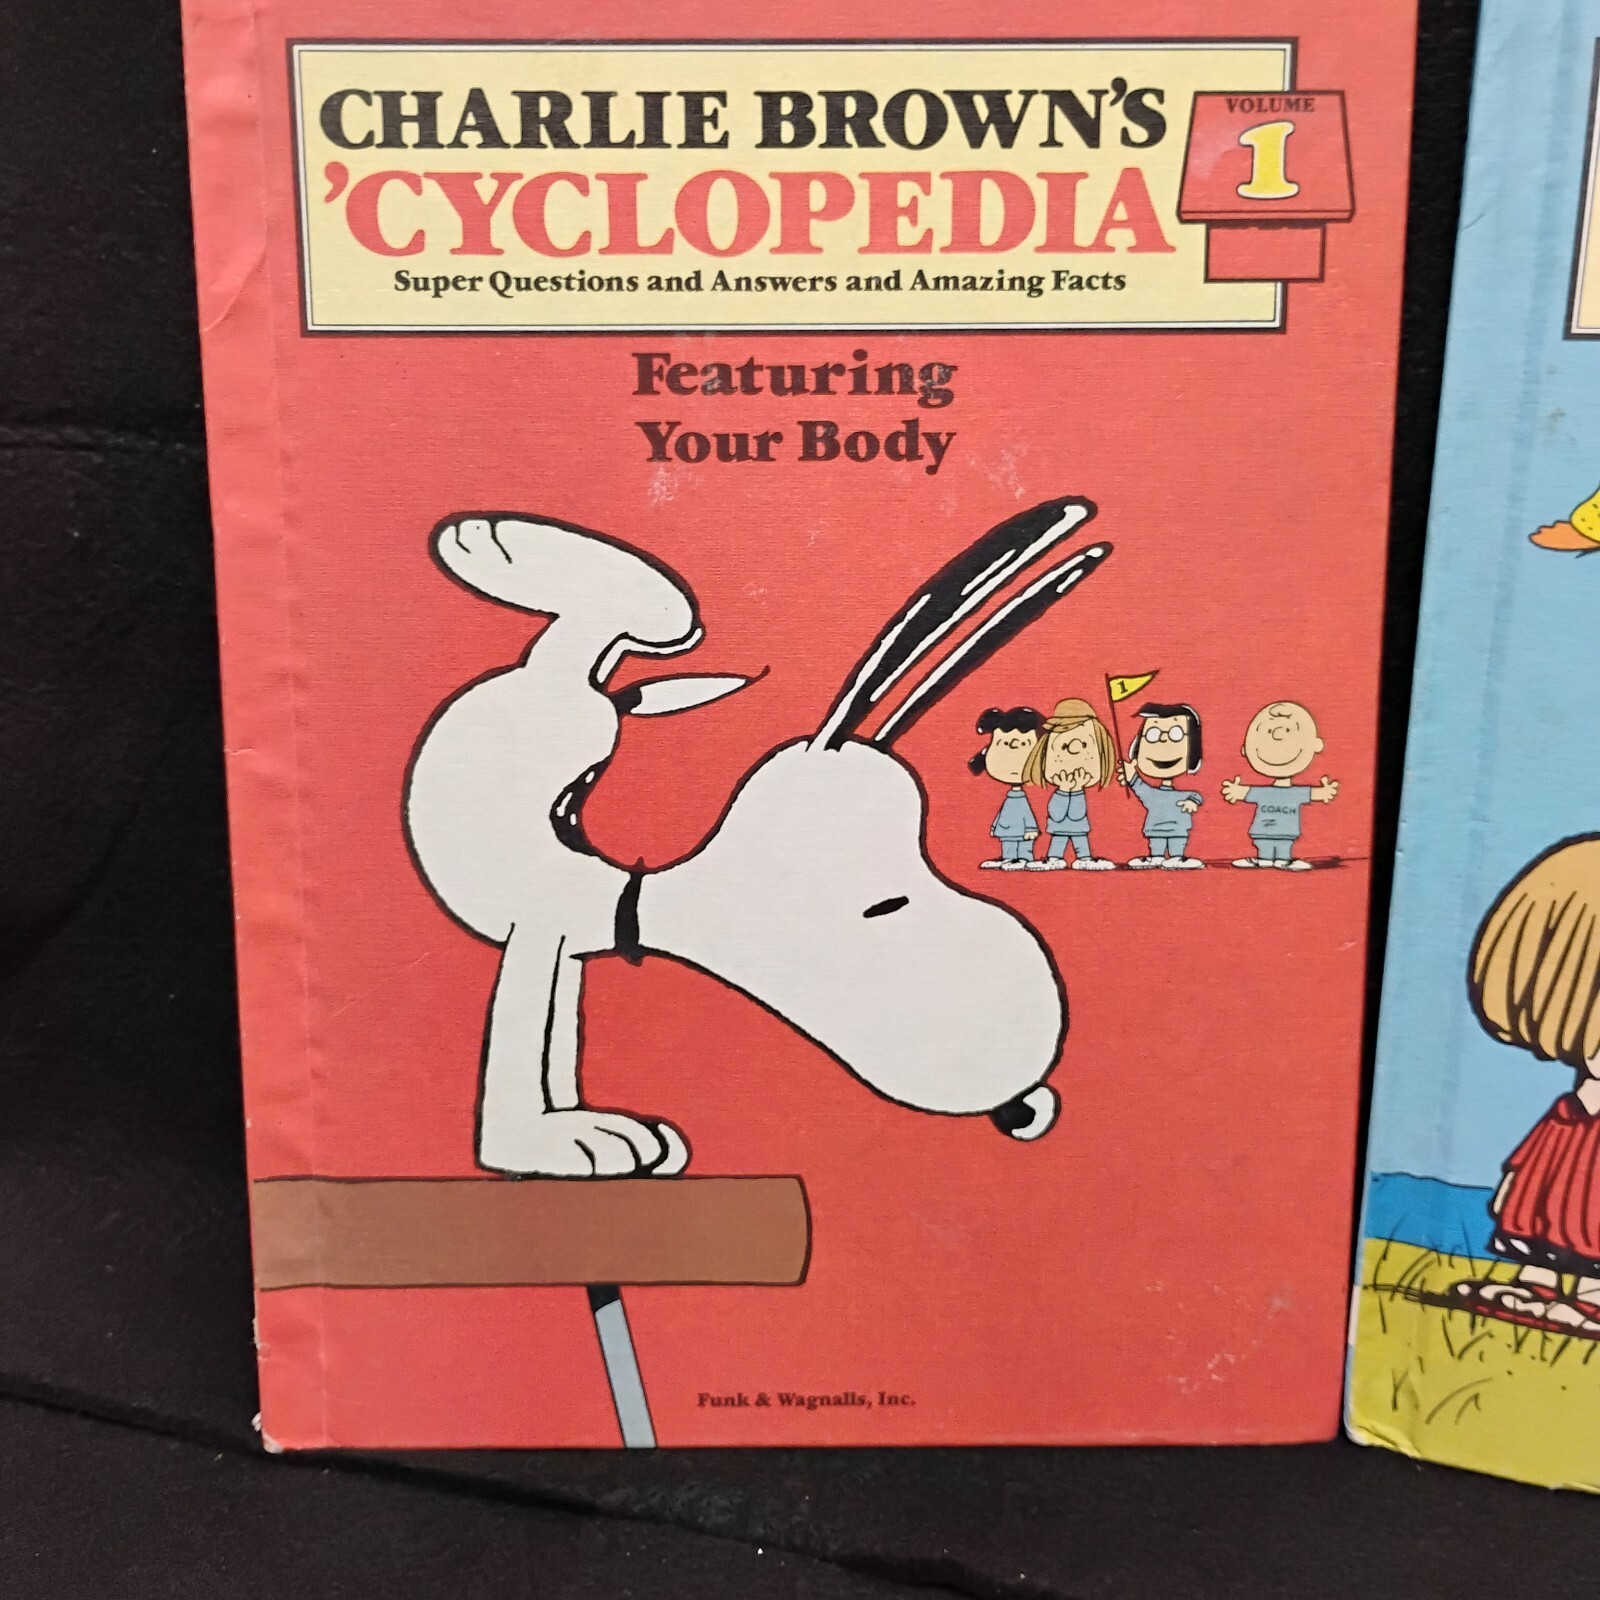 CHARLIE BROWN'S
'CYCLOPEDIA
Super Questions and Answers and Amazing Facts
VOLUME
1
Featuring
Your Body
1
COACH
Funk & Wagnalls, Inc.